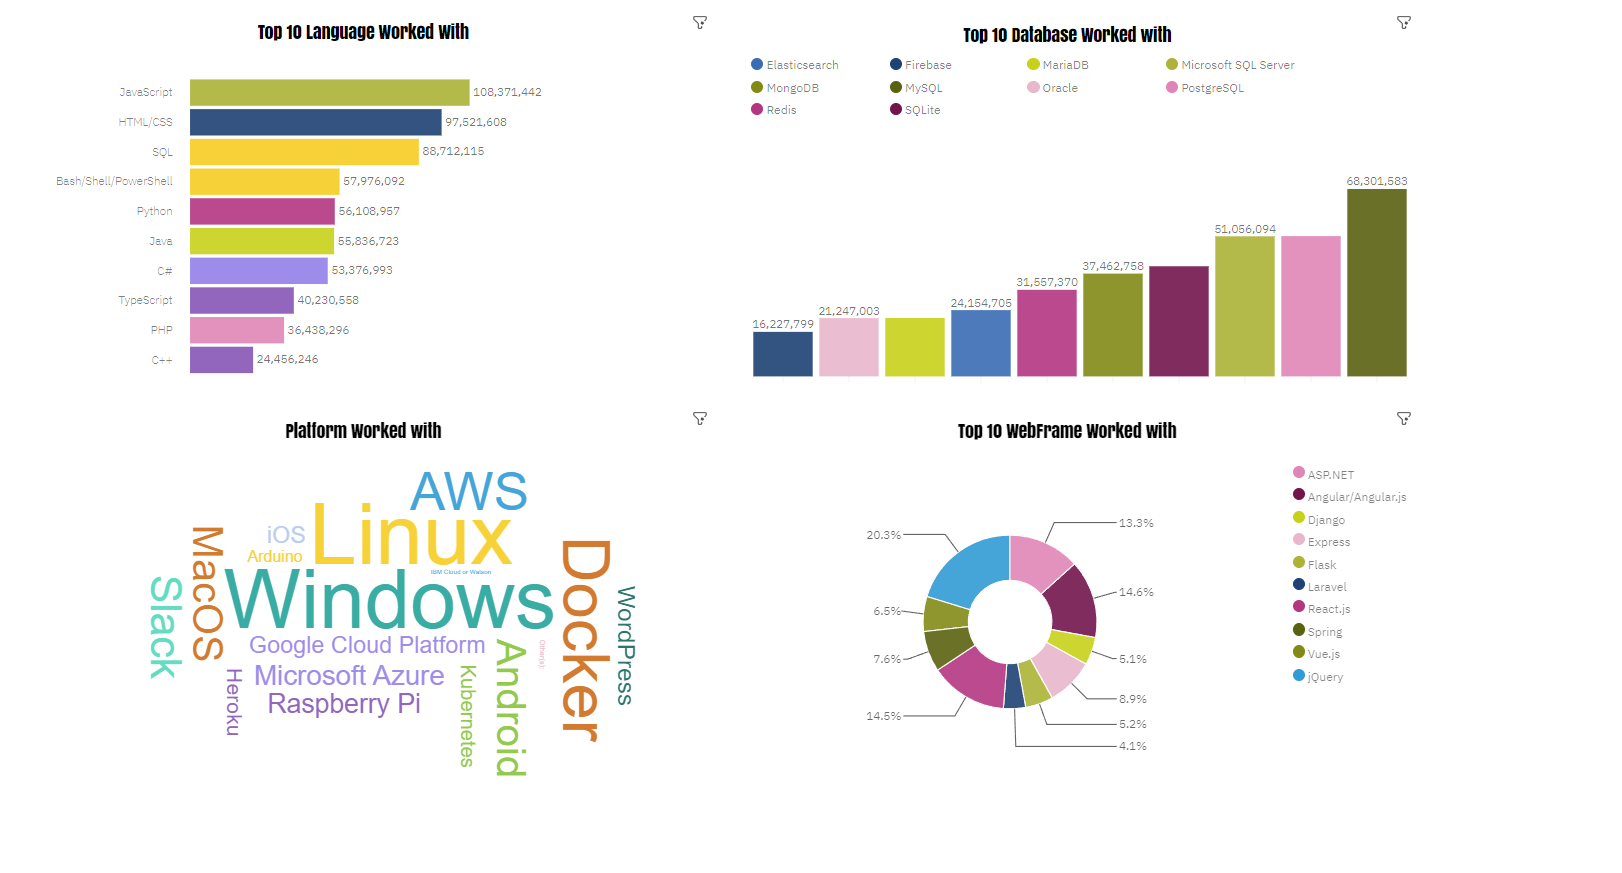 Top 10 Language Worked With
JavaScript 108,371,442
HTML/CSS 97,521,608
SQL 88,712,115
Bash/Shell/PowerShell 57,976,092
Python 56,108,957
Java 55,836,723
C# 53,376,993
TypeScript 40,230,558
PHP 36,438,296
C++ 24,456,246
Top 10 Database Worked with
Elasticsearch Firebase MariaDB Microsoft SQL Server
MongoDB MySQL Oracle PostgreSQL
Redis SQLite
16,227,799
21,247,003
24,154,705
31,557,370
37,462,758
51,056,094
68,301,583
Platform Worked with
AWS
Linux
iOS
Arduino
IBM Cloud or Watson
Windows
MacOS
Slack
Docker
WordPress
Google Cloud Platform
Microsoft Azure
Raspberry Pi
Heroku
Kubernetes
Android
Other(s):
Top 10 WebFrame Worked with
13.3%
14.6%
5.1%
8.9%
5.2%
4.1%
14.5%
7.6%
6.5%
20.3%
ASP.NET
Angular/Angular.js
Django
Express
Flask
Laravel
React.js
Spring
Vue.js
jQuery